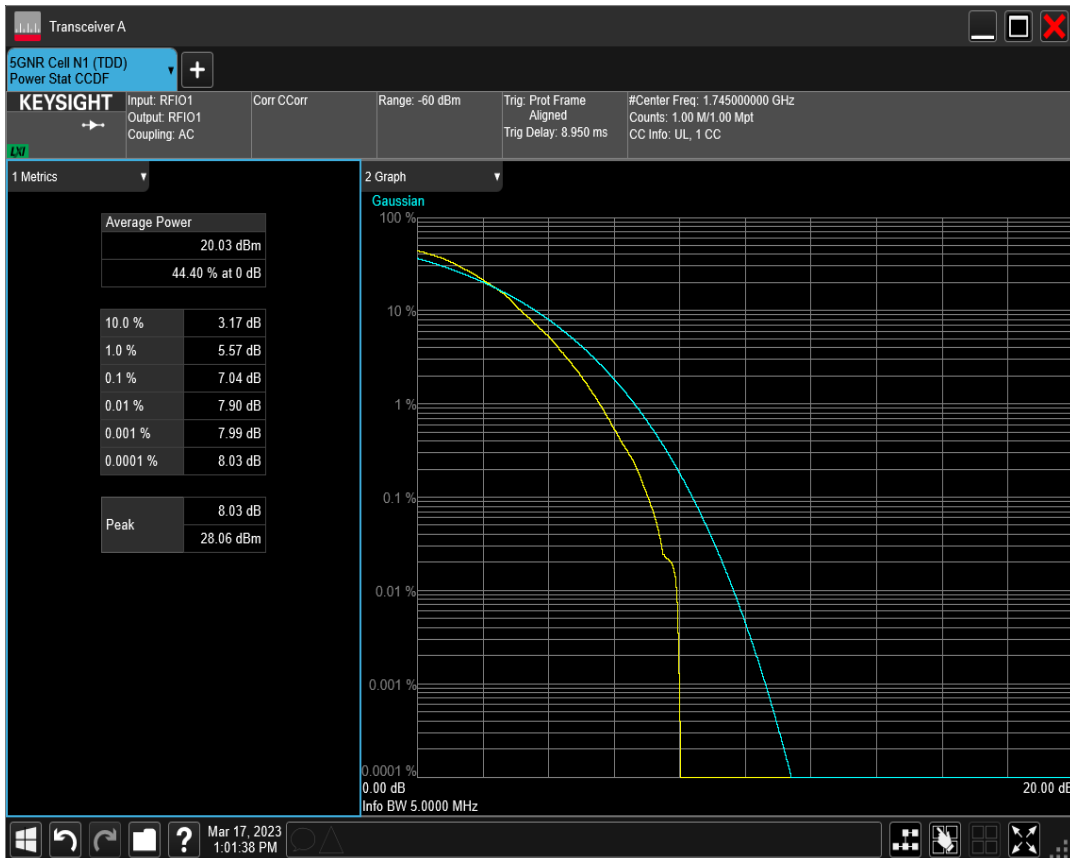 Transceiver A
5GNR Cell N1 (TDD)
Power Stat CCDF
+
KEYSIGHT
LXI
Input: RFIO1
Output: RFIO1
Coupling: AC
Corr CCorr
Range: -60 dBm
Trig: Prot Frame
Aligned
Trig Delay: 8.950 ms
#Center Freq: 1.745000000 GHz
Counts: 1.00 M/1.00 Mpt
CC Info: UL, 1 CC
1 Metrics
Average Power
20.03 dBm
44.40 % at 0 dB
10.0 % 3.17 dB
1.0 % 5.57 dB
0.1 % 7.04 dB
0.01 % 7.90 dB
0.001 % 7.99 dB
0.0001 % 8.03 dB
Peak
8.03 dB
28.06 dBm
2 Graph
Gaussian
100 %
10 %
1 %
0.1 %
0.01 %
0.001 %
0.0001 %
0.00 dB 20.00 dB
Info BW 5.0000 MHz
?
Mar 17, 2023
1:01:38 PM